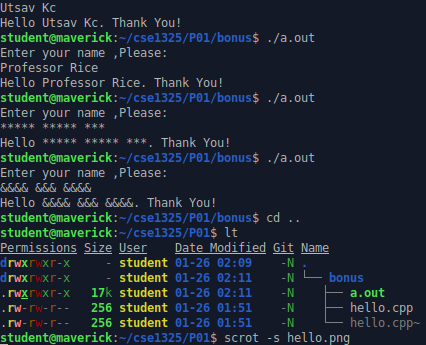 Utsav Kc
Hello Utsav Kc. Thank You!
student@maverick:~/cse1325/P01/bonus$ ./a.out
Enter your name ,Please:
Professor Rice
Hello Professor Rice. Thank You!
student@maverick:~/cse1325/P01/bonus$ ./a.out
Enter your name ,Please:
***** ***** ***
Hello ***** ***** ***. Thank You!
student@maverick:~/cse1325/P01/bonus$ ./a.out
Enter your name ,Please:
&&&& &&& &&&&
Hello &&&& &&& &&&&. Thank You!
student@maverick:~/cse1325/P01/bonus$ cd ..
student@maverick:~/cse1325/P01$ lt
Permissions Size User    Date Modified Git Name
drwxrwxr-x     - student 01-26 02:09    -N .
drwxrwxr-x     - student 01-26 02:11    -N └── bonus
.rwxrwxr-x   17k student 01-26 02:11    -N    ├── a.out
.rw-rw-r--   256 student 01-26 01:51    -N    ├── hello.cpp
.rw-rw-r--   256 student 01-26 01:51    -N    └── hello.cpp~
student@maverick:~/cse1325/P01$ scrot -s hello.png